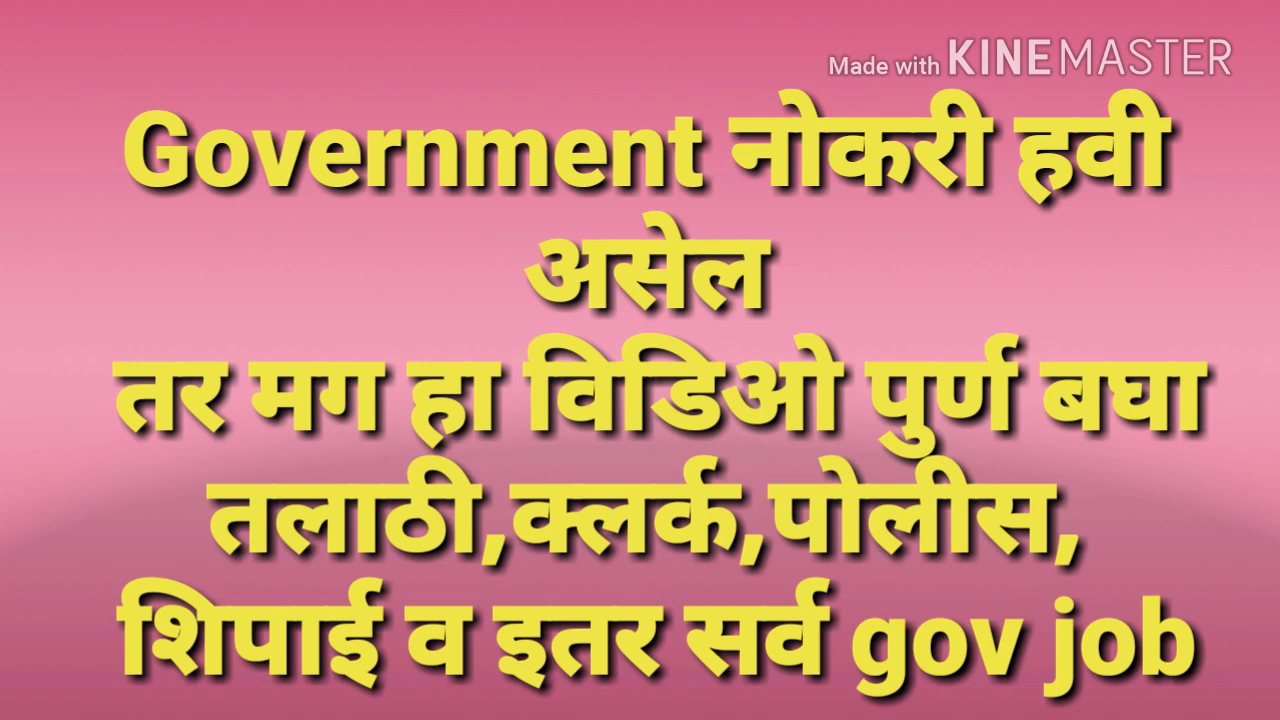 Made with KINEMASTER
Government नोकरी हवी
असेल
तर मग हा विडिओ पुर्ण बघा
तलाठी,क्लर्क,पोलीस,
शिपाई व इतर सर्व gov job